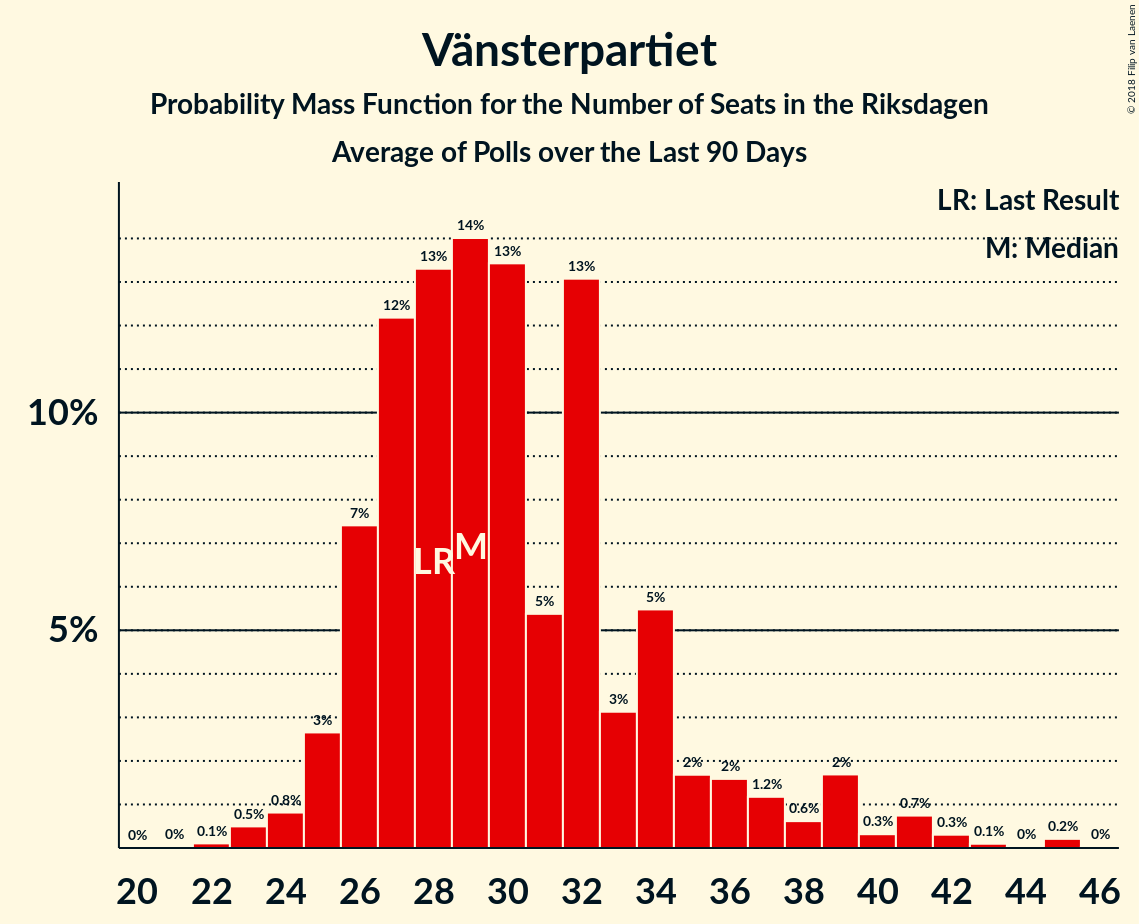 Vänsterpartiet
Probability Mass Function for the Number of Seats in the Riksdagen
Average of Polls over the Last 90 Days
© 2018 Filip van Laenen
LR: Last Result
M: Median
10%
5%
0% 0% 0.1% 0.5% 0.8% 3% 7% 12% 13% 14% 13% 5% 13% 3% 5% 2% 2% 1.2% 0.6% 2% 0.3% 0.7% 0.3% 0.1% 0% 0.2% 0%
LR M
20 22 24 26 28 30 32 34 36 38 40 42 44 46